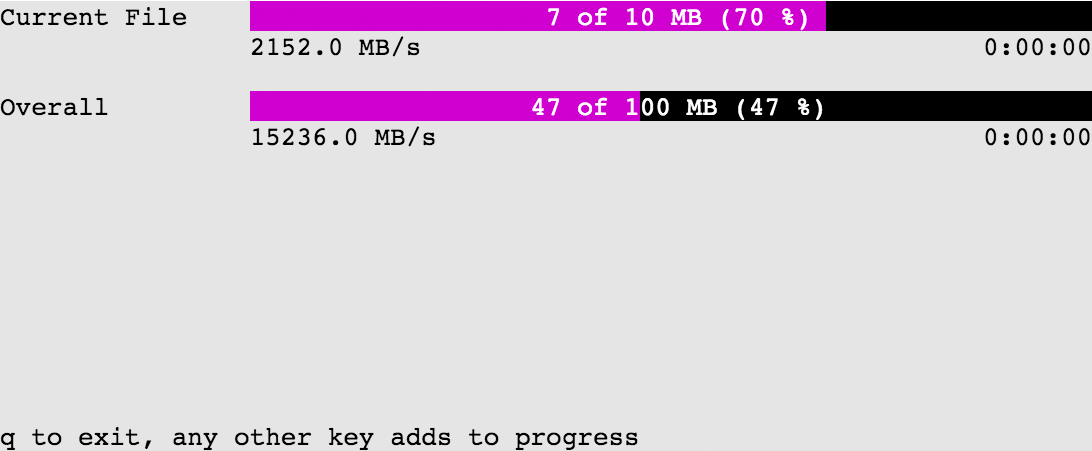 Current File 7 of 10 MB (70 %)
2152.0 MB/s 0:00:00
Overall 47 of 100 MB (47 %)
15236.0 MB/s 0:00:00
q to exit, any other key adds to progress